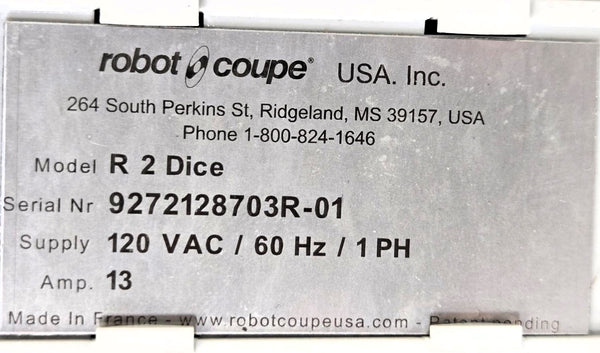 robot coupe® USA. Inc.
264 South Perkins St, Ridgeland, MS 39157, USA
Phone 1-800-824-1646
Model R 2 Dice
Serial Nr 9272128703R-01
Supply 120 VAC / 60 Hz / 1 PH
Amp. 13
Made In France - www.robotcoupeusa.com - Patent pending